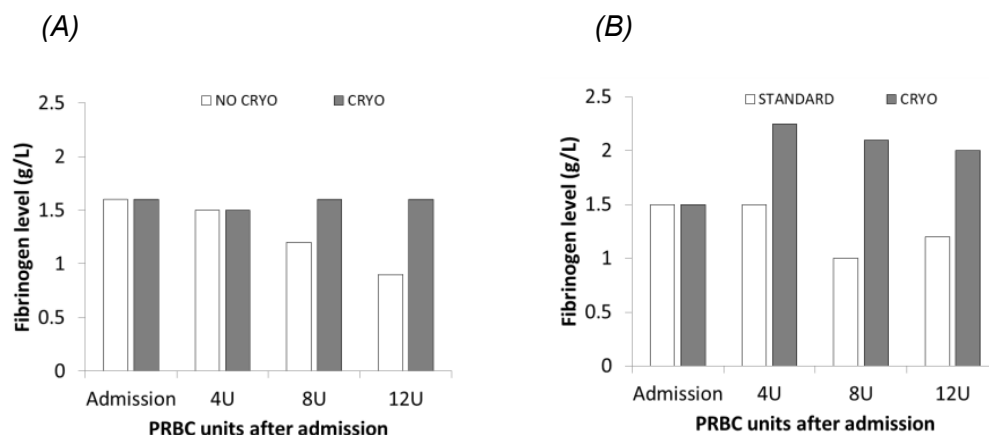 (A)
NO CRYO CRYO
Fibrinogen level (g/L)
2.5
2
1.5
1
0.5
0
Admission 4U 8U 12U
PRBC units after admission
(B)
STANDARD CRYO
Fibrinogen level (g/L)
2.5
2
1.5
1
0.5
0
Admission 4U 8U 12U
PRBC units after admission